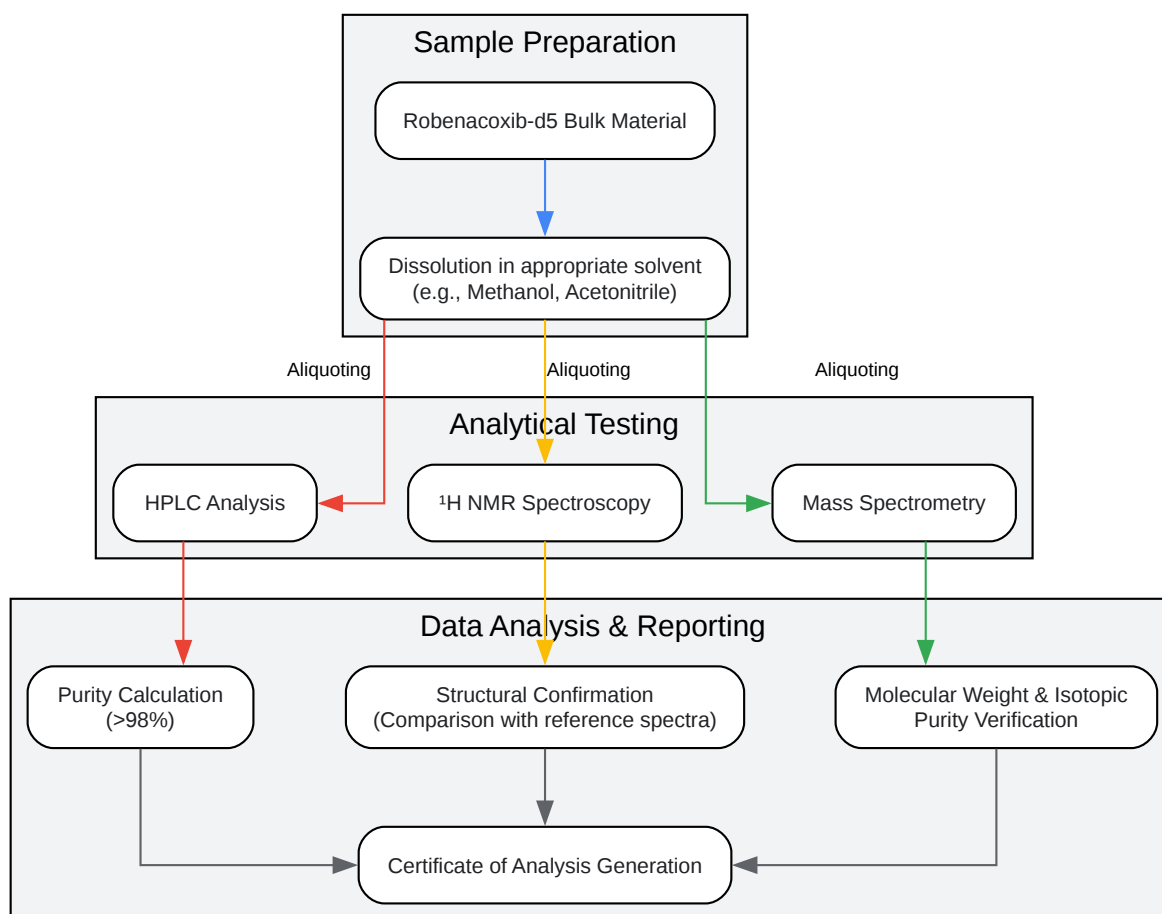 Sample Preparation
Robenacoxib-d5 Bulk Material
Dissolution in appropriate solvent
(e.g., Methanol, Acetonitrile)
Aliquoting
Aliquoting
Aliquoting
Analytical Testing
HPLC Analysis
¹H NMR Spectroscopy
Mass Spectrometry
Data Analysis & Reporting
Purity Calculation
(>98%)
Structural Confirmation
(Comparison with reference spectra)
Molecular Weight & Isotopic
Purity Verification
Certificate of Analysis Generation